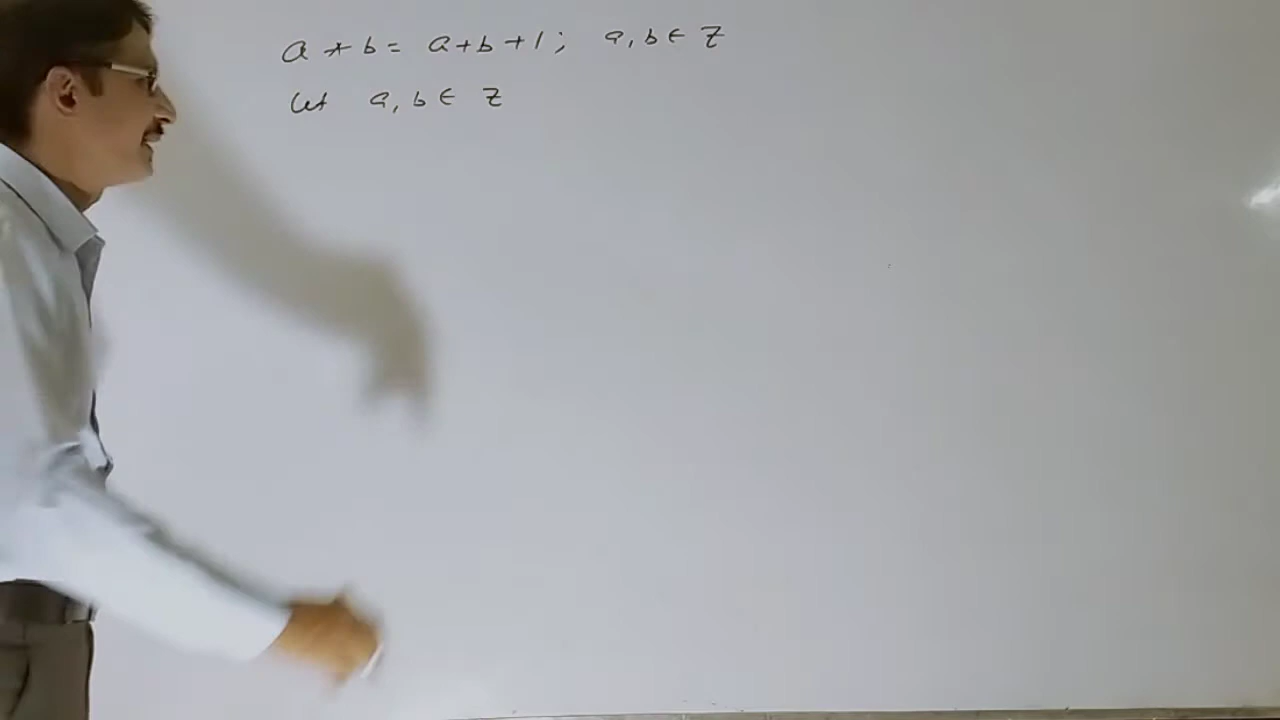 a * b = a + b + 1 ; a, b ∈ Z
Let a, b ∈ Z